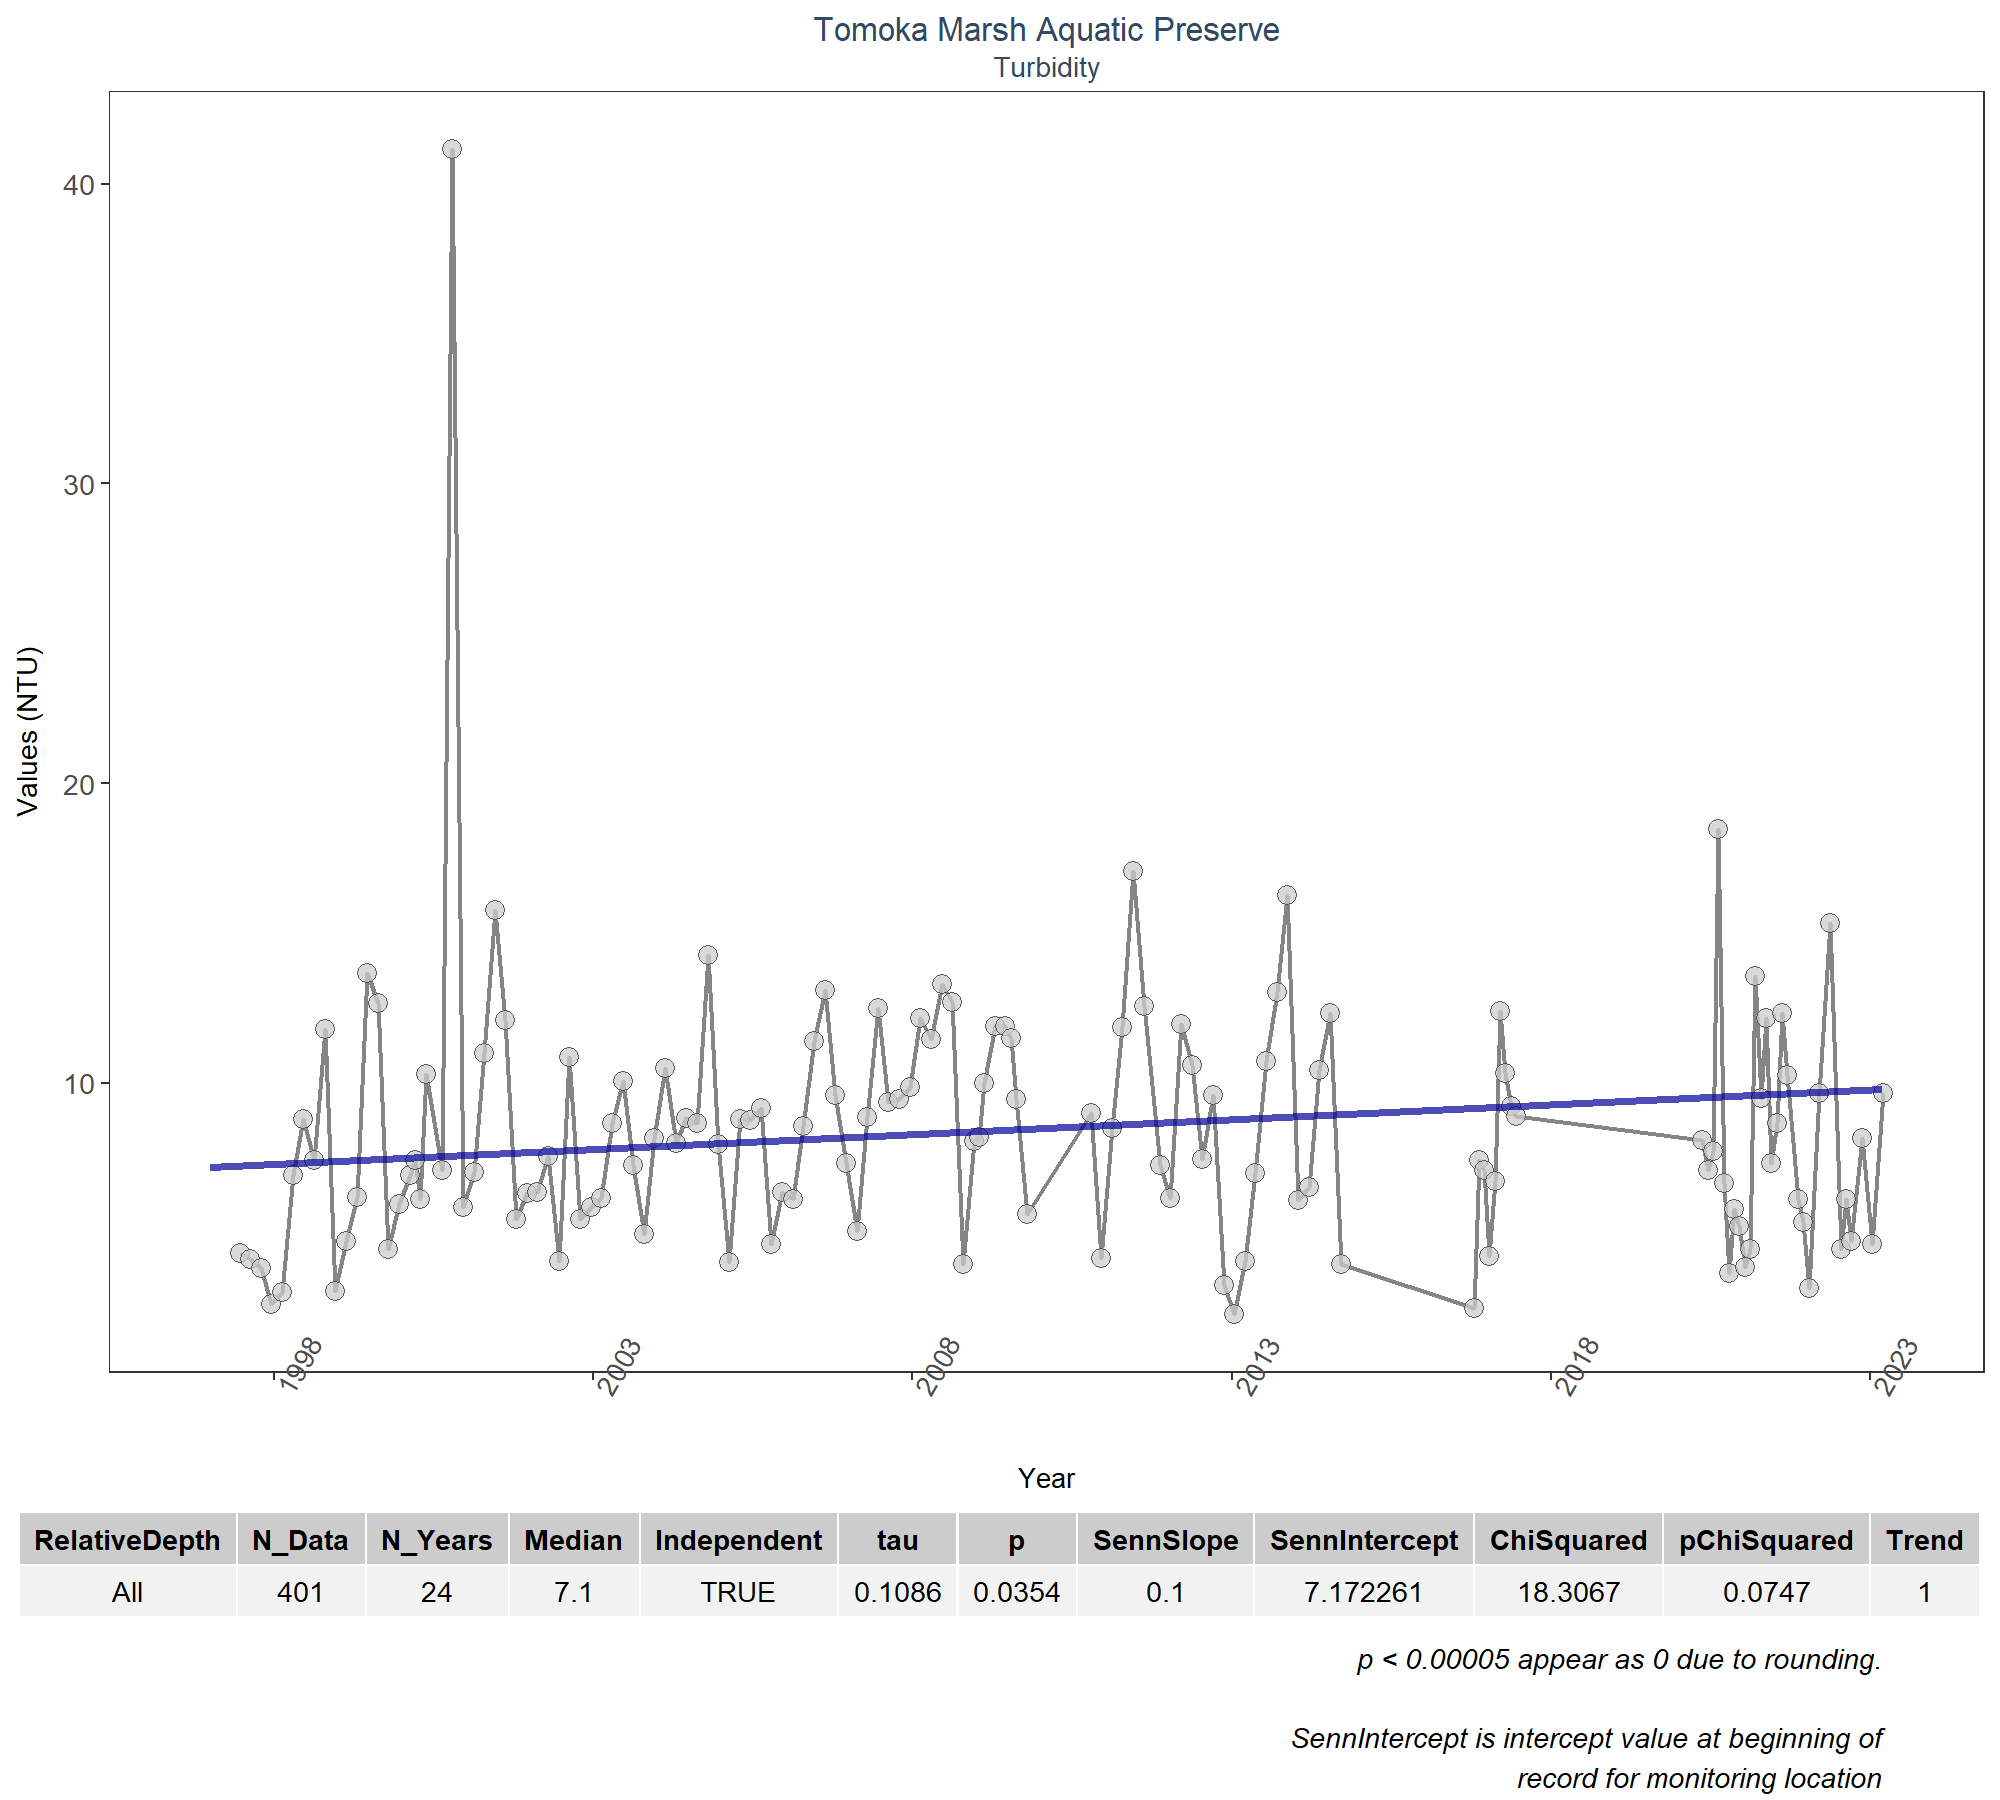 Tomoka Marsh Aquatic Preserve
Turbidity
Values (NTU)
40
30
20
10
1998
2003
2008
2013
2018
2023
Year
RelativeDepth N_Data N_Years Median Independent tau p SennSlope SennIntercept ChiSquared pChiSquared Trend
All 401 24 7.1 TRUE 0.1086 0.0354 0.1 7.172261 18.3067 0.0747 1
p < 0.00005 appear as 0 due to rounding.
SennIntercept is intercept value at beginning of
record for monitoring location